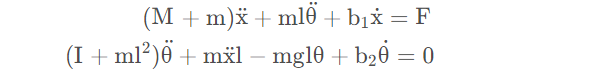 (M + m)ẍ + mlθ̈ + b₁ẋ = F
(I + ml²)θ̈ + mẍl − mglθ + b₂θ̇ = 0